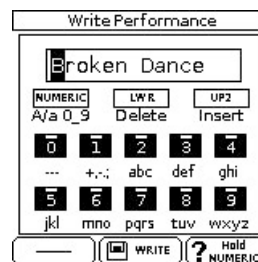 Write Performance
Broken Dance
NUMERIC LWR UP2
A/a 0_9 Delete Insert
0 1 2 3 4
--- +,-.; abc def ghi
5 6 7 8 9
jkl mno pqrs tuv wxyz
WRITE ? Hold NUMERIC